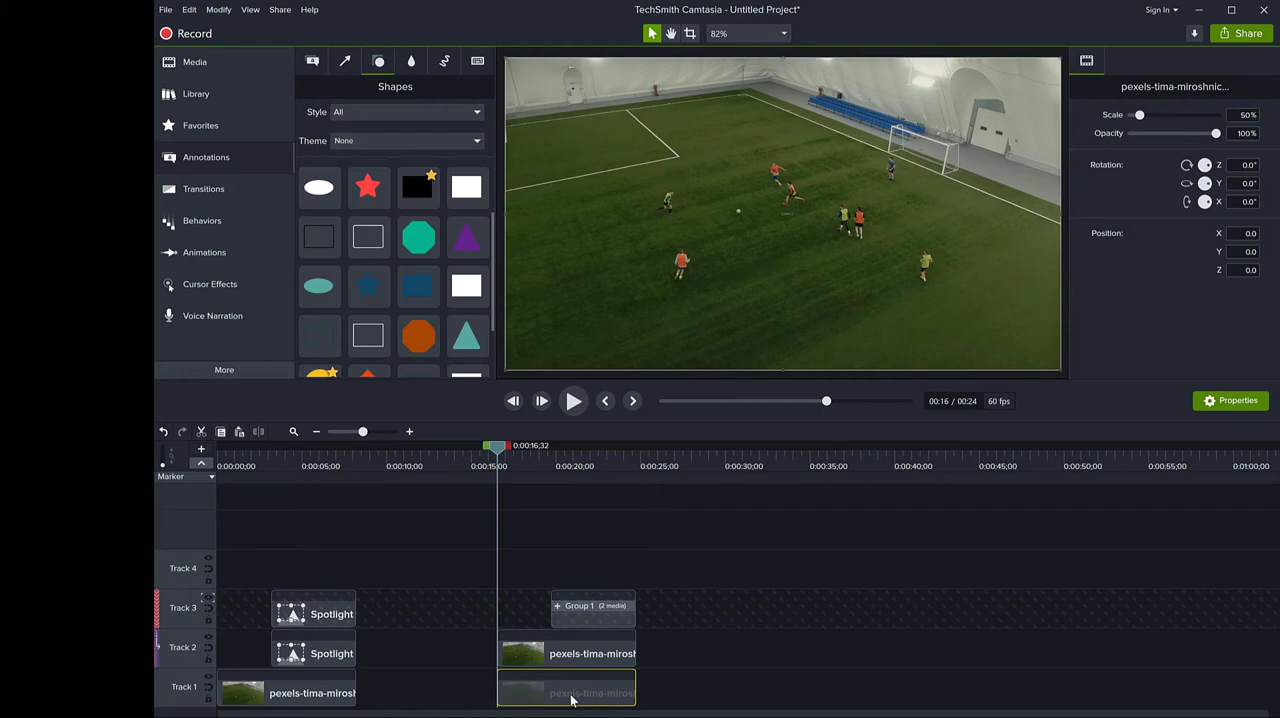 File Edit Modify View Share Help
TechSmith Camtasia - Untitled Project*
Sign In
Record
82%
Share
Media
Library
Favorites
Annotations
Transitions
Behaviors
Animations
Cursor Effects
Voice Narration
More
Shapes
Style All
Theme None
pexels-tima-miroshnic...
Scale 50%
Opacity 100%
Rotation: Z 0.0°
Y 0.0°
X 0.0°
Position: X 0.0
Y 0.0
Z 0.0
00:16 / 00:24 60 fps
Properties
0:00:16;32
0:00:00;00 0:00:05;00 0:00:10;00 0:00:15;00 0:00:20;00 0:00:25;00 0:00:30;00 0:00:35;00 0:00:40;00 0:00:45;00 0:00:50;00 0:00:55;00 0:01:00;00
Marker
Track 4
Track 3
Spotlight
+ Group 1 (2 media)
Track 2
Spotlight
pexels-tima-mirosh
Track 1
pexels-tima-mirosh
pexels-tima-mirosh